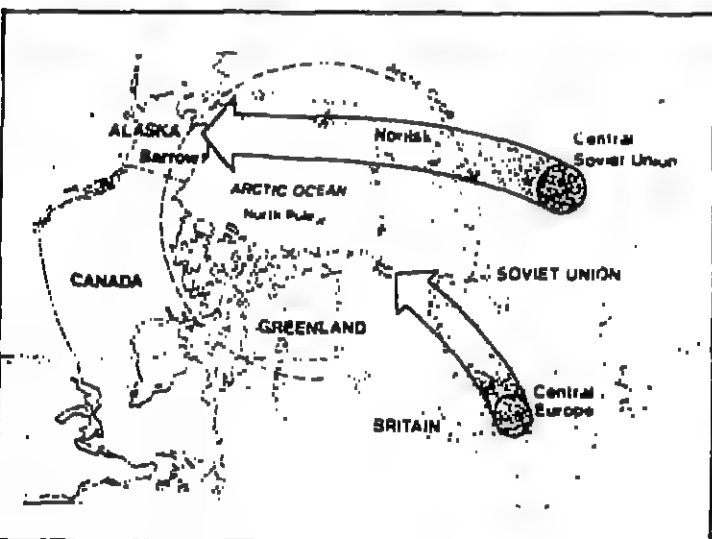 ALASKA
Barrow
Norilsk
Central
Soviet Union
ARCTIC OCEAN
North Pole
CANADA
SOVIET UNION
GREENLAND
Central
Europe
BRITAIN